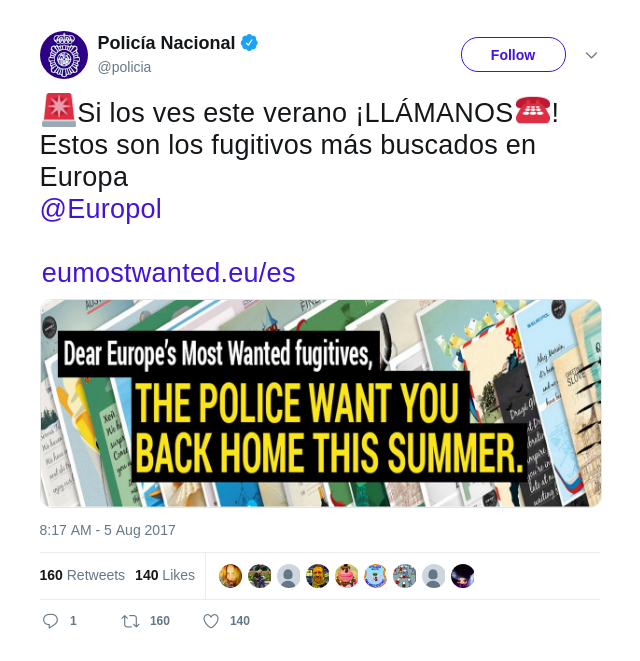 Policía Nacional
@policia
Follow
🚨Si los ves este verano ¡LLÁMANOS☎!
Estos son los fugitivos más buscados en
Europa
@Europol
eumostwanted.eu/es
Dear Europe's Most Wanted fugitives,
THE POLICE WANT YOU
BACK HOME THIS SUMMER.
8:17 AM - 5 Aug 2017
160 Retweets 140 Likes
1 160 140